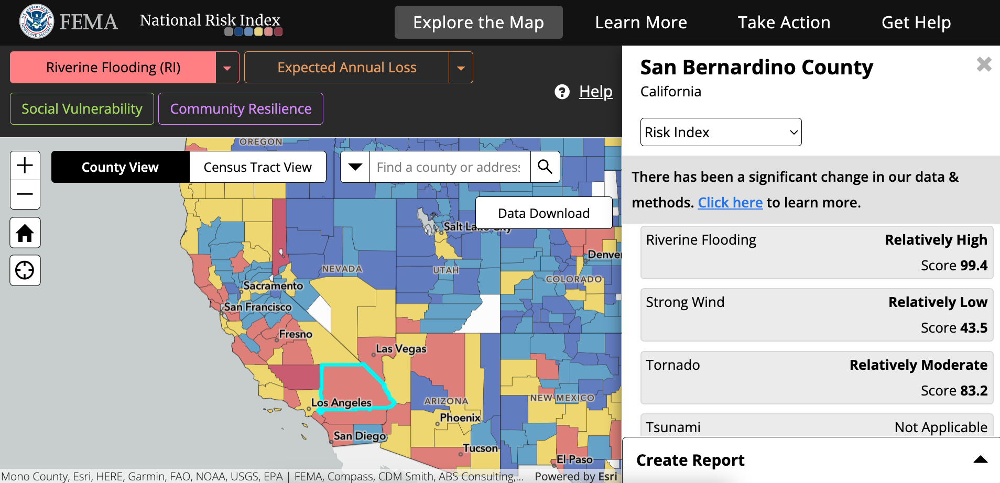 FEMA
National Risk Index
Explore the Map
Learn More
Take Action
Get Help
Riverine Flooding (RI)
Expected Annual Loss
Social Vulnerability
Community Resilience
? Help
San Bernardino County
California
Risk Index
There has been a significant change in our data &
methods. Click here to learn more.
Riverine Flooding Relatively High
Score 99.4
Strong Wind Relatively Low
Score 43.5
Tornado Relatively Moderate
Score 83.2
Tsunami Not Applicable
Create Report
OREGON
County View
Census Tract View
Find a county or address
Data Download
Salt Lake City
Denver
NEVADA
UTAH
COLORADO
Sacramento
San Francisco
Fresno
Las Vegas
Los Angeles
ARIZONA
NEW MEXICO
Phoenix
San Diego
Tucson
El Paso
Mono County, Esri, HERE, Garmin, FAO, NOAA, USGS, EPA | FEMA, Compass, CDM Smith, ABS Consulting,...
Powered by Esri